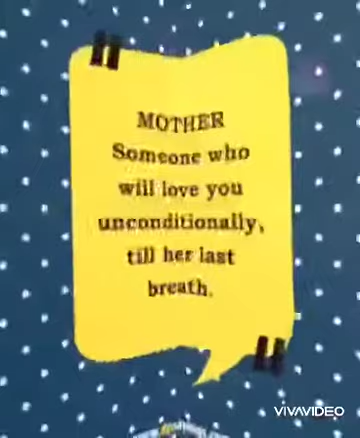 MOTHER
Someone who
will love you
unconditionally,
till her last
breath.
VIVAVIDEO